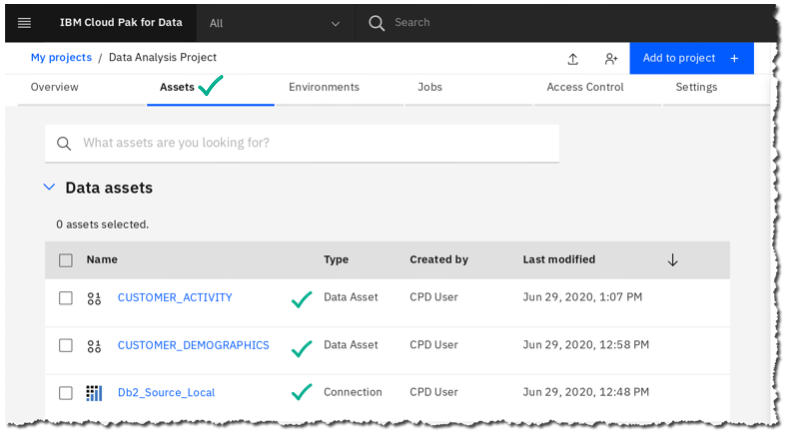 IBM Cloud Pak for Data All Search
My projects / Data Analysis Project Add to project +
Overview Assets Environments Jobs Access Control Settings
What assets are you looking for?
Data assets
0 assets selected.
Name Type Created by Last modified
CUSTOMER_ACTIVITY Data Asset CPD User Jun 29, 2020, 1:07 PM
CUSTOMER_DEMOGRAPHICS Data Asset CPD User Jun 29, 2020, 12:58 PM
Db2_Source_Local Connection CPD User Jun 29, 2020, 12:48 PM